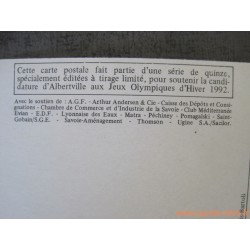 Cette carte postale fait partie d'une série de quinze,
spécialement éditées à tirage limité, pour soutenir la candi-
dature d'Albertville aux Jeux Olympiques d'Hiver 1992.
Avec le soutien de : A.G.F. - Arthur Anderson & Cie - Caisse des Dépots et Consi-
gnations - Chambre de Commerce et d'Industrie de la Savoie - Club Méditerranée
Evian - E.D.F. - Lyonnaise des Eaux - Matra - Péchiney - Pomagalski - Saint-
Gobain/S.G.E. - Savoie-Aménagement - Thomson - Ugine S.A./Sacilor.